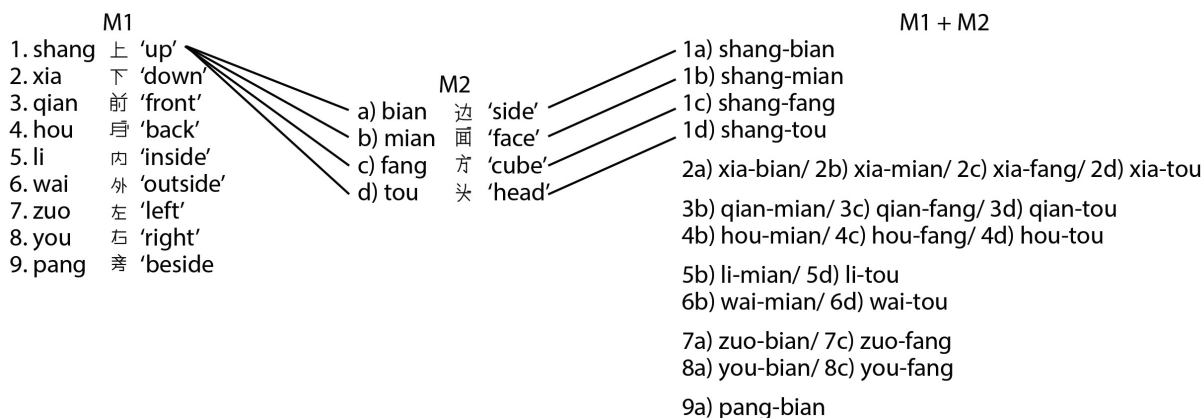 M1
1. shang 上 ‘up’
2. xia 下 ‘down’
3. qian 前 ‘front’
4. hou 后 ‘back’
5. li 内 ‘inside’
6. wai 外 ‘outside’
7. zuo 左 ‘left’
8. you 右 ‘right’
9. pang 旁 ‘beside
M2
a) bian 边 ‘side’
b) mian 面 ‘face’
c) fang 方 ‘cube’
d) tou 头 ‘head’
M1 + M2
1a) shang-bian
1b) shang-mian
1c) shang-fang
1d) shang-tou
2a) xia-bian/ 2b) xia-mian/ 2c) xia-fang/ 2d) xia-tou
3b) qian-mian/ 3c) qian-fang/ 3d) qian-tou
4b) hou-mian/ 4c) hou-fang/ 4d) hou-tou
5b) li-mian/ 5d) li-tou
6b) wai-mian/ 6d) wai-tou
7a) zuo-bian/ 7c) zuo-fang
8a) you-bian/ 8c) you-fang
9a) pang-bian